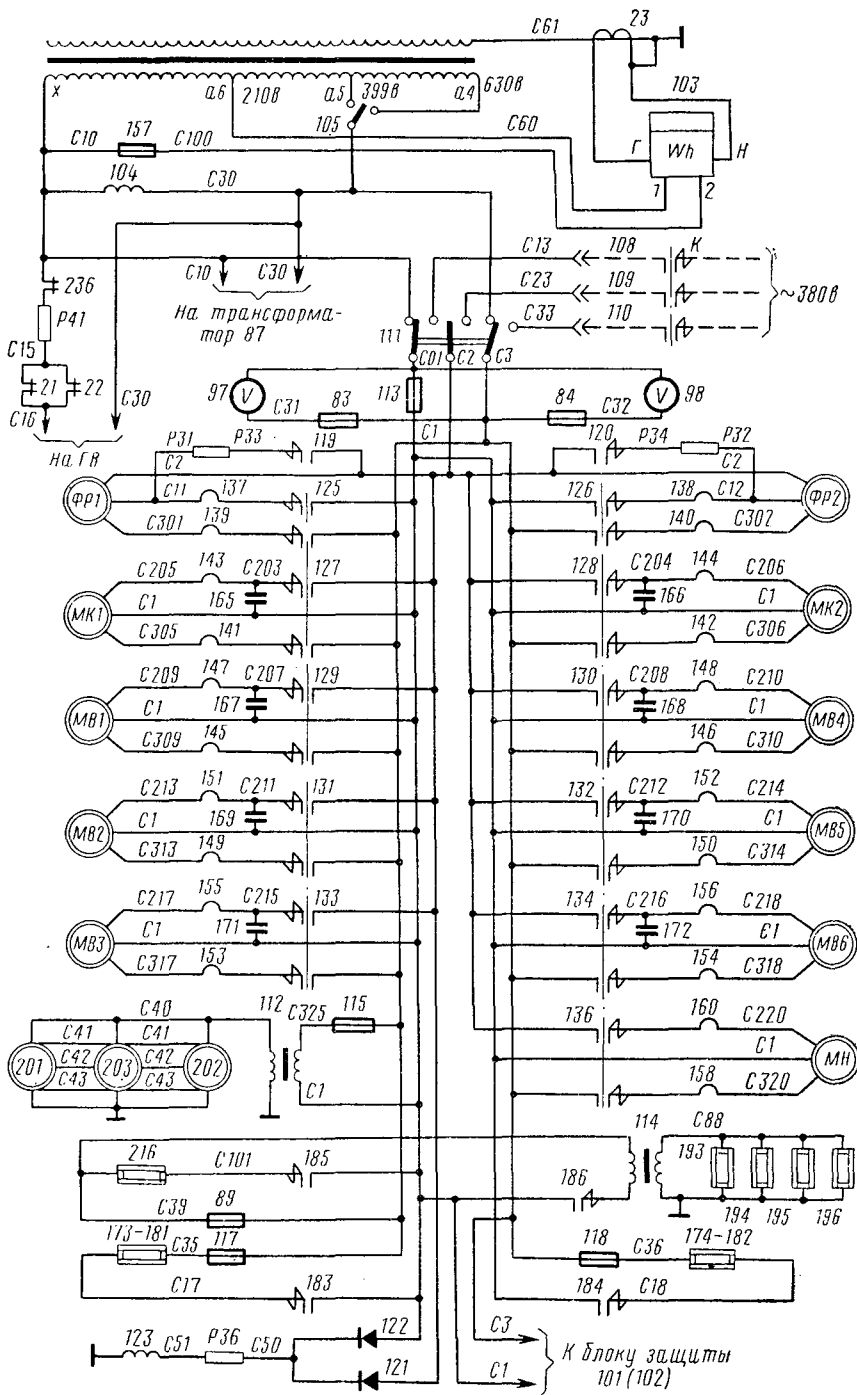 С61 23
х а6 210в а5 399в а4 630в 103
105
С10 157 С100 С60 Г Wh Н
104 С30 1 2
С13 108 К
С10 С30 С23 109 ~380в
236 На трансформа-
тор 87 С33 110
Р41 111 С01 С2 С3
С15
21 22 97 V 113 V 98
С16 С30 С31 83 84 С32
На ГВ Р31 Р33 119 С1 120 Р34 Р32
С2 С2
ФР1 С11 137 125 126 138 С12 ФР2
С301 139 140 С302
С205 143 С203 127 128 С204 144 С206
МК1 С1 165 166 С1 МК2
С305 141 142 С306
С209 147 С207 129 130 С208 148 С210
МВ1 С1 167 168 С1 МВ4
С309 145 146 С310
С213 151 С211 131 132 С212 152 С214
МВ2 С1 169 170 С1 МВ5
С313 149 150 С314
С217 155 С215 133 134 С216 156 С218
МВ3 С1 171 172 С1 МВ6
С317 153 154 С318
С40 112 С325 115 136 160 С220
С41 С41 С1
201 С42 203 С42 202 МН
С43 С43 С1 158 С320
114 С88
216 С101 185 193
186
С39 89 194 195 196
173-181 С35 117 118 С36 174-182
С17 183 184 С18
123 С51 Р36 С50 122 С3
121 С1
К блоку защиты
101 (102)